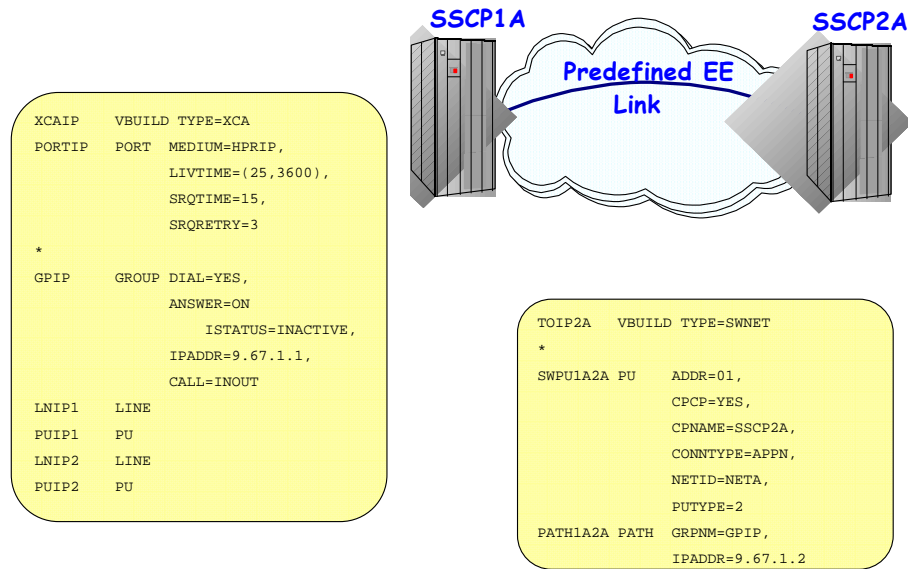 SSCP1A
SSCP2A
Predefined EE
Link
XCAIP VBUILD TYPE=XCA
PORTIP PORT MEDIUM=HPRIP,
LIVTIME=(25,3600),
SRQTIME=15,
SRQRETRY=3
*
GPIP GROUP DIAL=YES,
ANSWER=ON
ISTATUS=INACTIVE,
IPADDR=9.67.1.1,
CALL=INOUT
LNIP1 LINE
PUIP1 PU
LNIP2 LINE
PUIP2 PU
TOIP2A VBUILD TYPE=SWNET
*
SWPU1A2A PU ADDR=01,
CPCP=YES,
CPNAME=SSCP2A,
CONNTYPE=APPN,
NETID=NETA,
PUTYPE=2
PATH1A2A PATH GRPNM=GPIP,
IPADDR=9.67.1.2